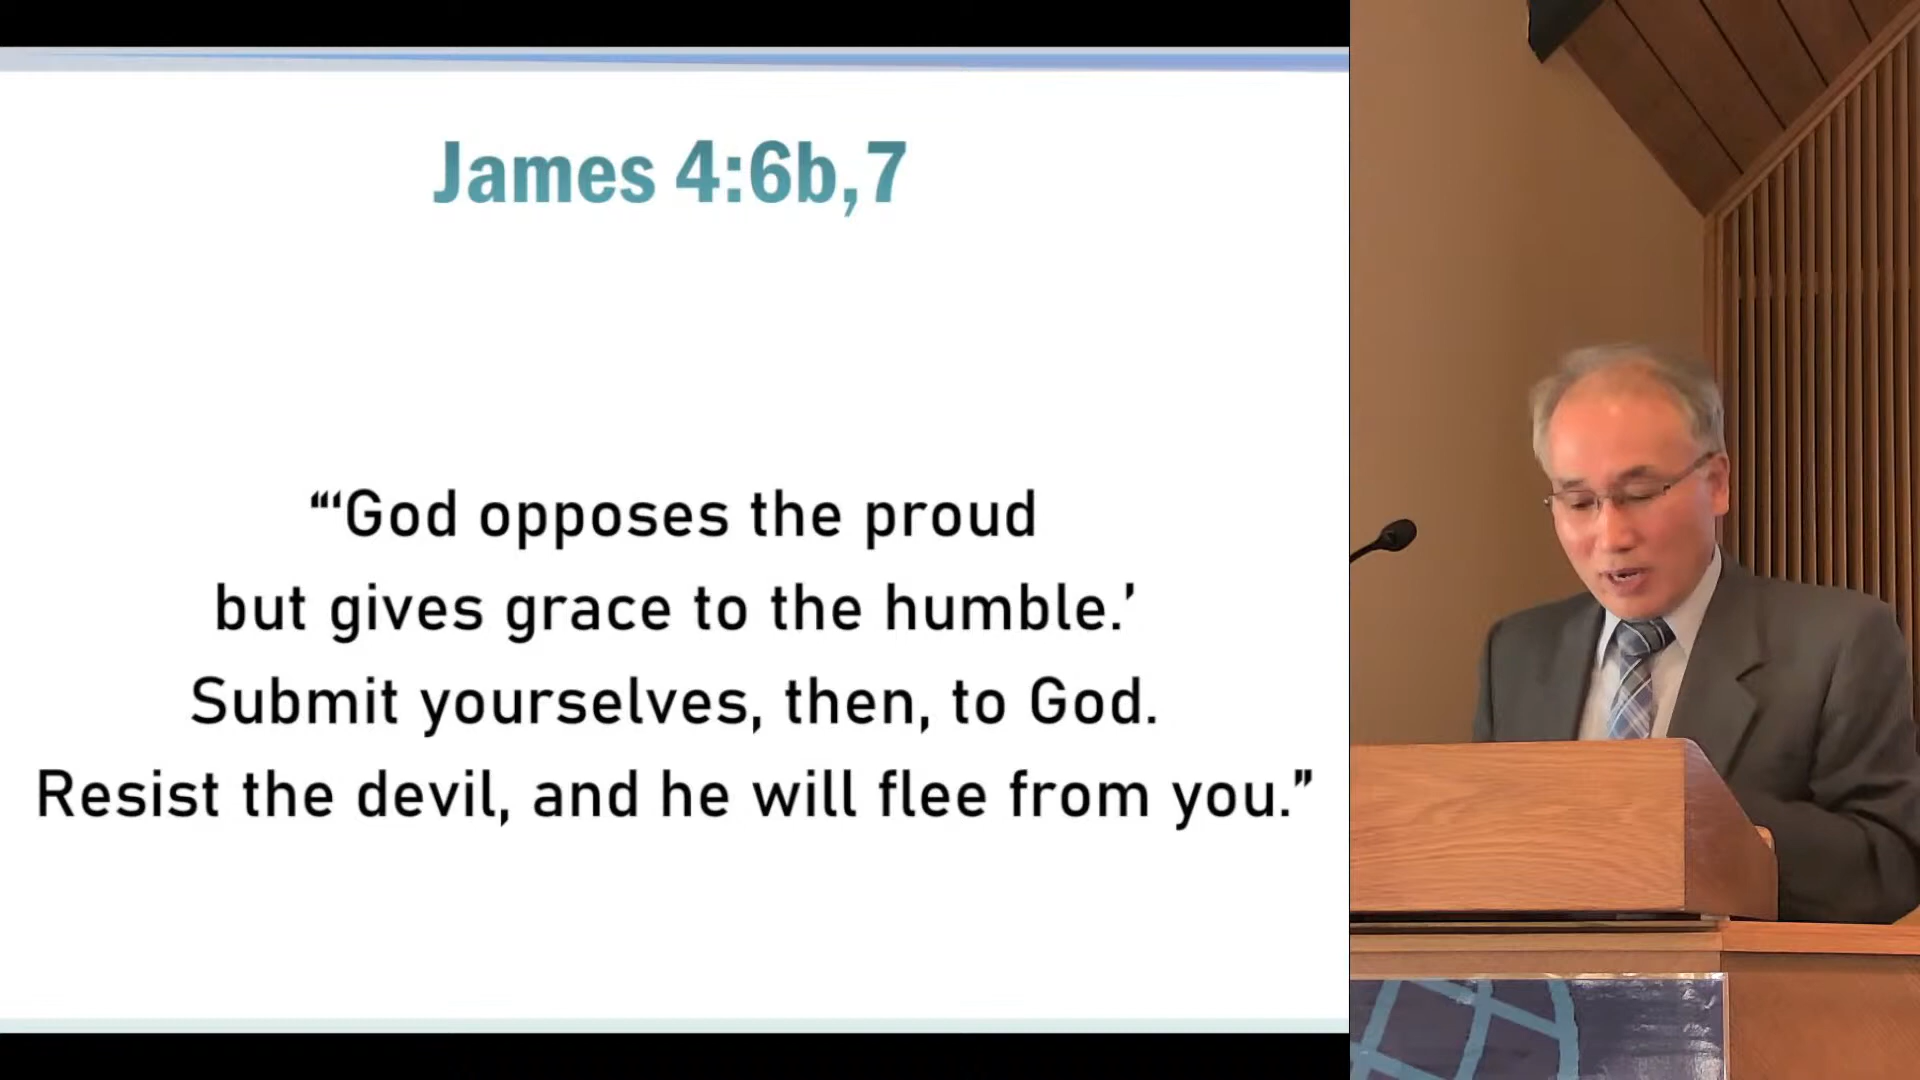 James 4:6b,7
“‘God opposes the proud
but gives grace to the humble.’
Submit yourselves, then, to God.
Resist the devil, and he will flee from you.”